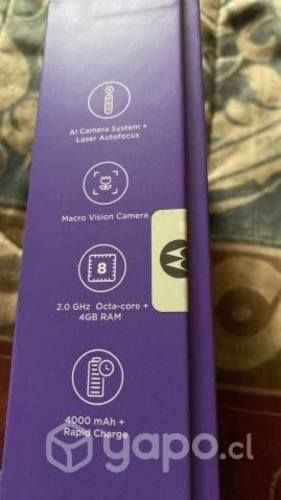 AI Camera System +
Laser Autofocus
Macro Vision Camera
8
2.0 GHz Octa-core +
4GB RAM
4000 mAh +
Rapid Charge
yapo.cl